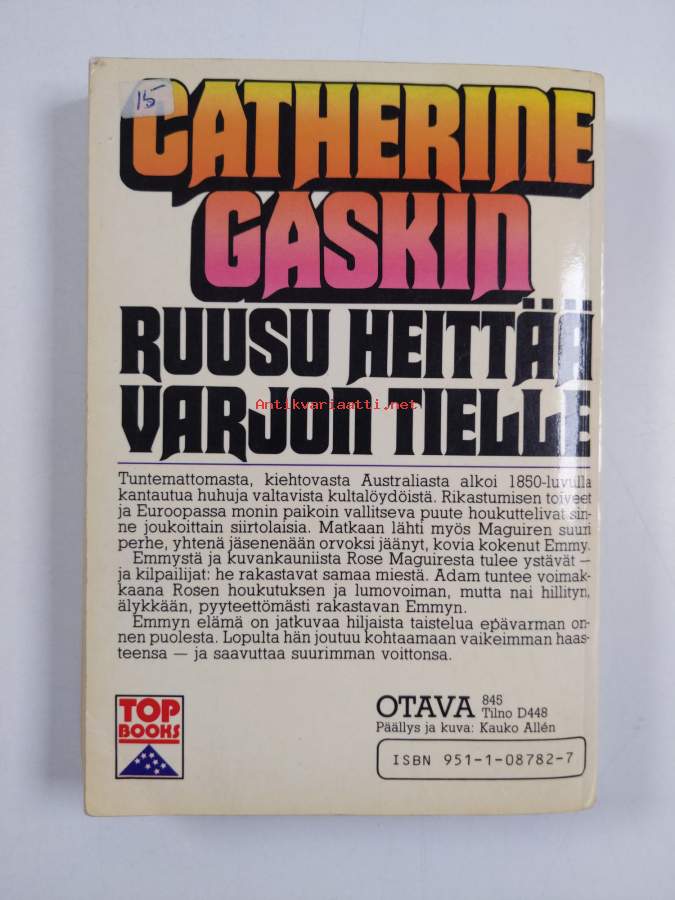 15
CATHERINE
GASKIN
RUUSU HEITTÄÄ
VARJON TIELLE
Antikvariaatti.net
Tuntemattomasta, kiehtovasta Australiasta alkoi 1850-luvulla
kantautua huhuja valtavista kultalöydöistä. Rikastumisen toiveet
ja Euroopassa monin paikoin vallitseva puute houkuttelivat sin-
ne joukoittain siirtolaisia. Matkaan lähti myös Maguiren suuri
perhe, yhtenä jäsenenään orvoksi jäänyt, kovia kokenut Emmy.
Emmystä ja kuvankauniista Rose Maguiresta tulee ystävät —
ja kilpailijat: he rakastavat samaa miestä. Adam tuntee voimak-
kaana Rosen houkutuksen ja lumovoiman, mutta nai hillityn,
älykkään, pyyteettömästi rakastavan Emmyn.
Emmyn elämä on jatkuvaa hiljaista taistelua epävarman on-
nen puolesta. Lopulta hän joutuu kohtaamaan vaikeimman haas-
teensa — ja saavuttaa suurimman voittonsa.
TOP
BOOKS
OTAVA 845
Tilno D448
Päällys ja kuva: Kauko Allén
ISBN 951-1-08782-7